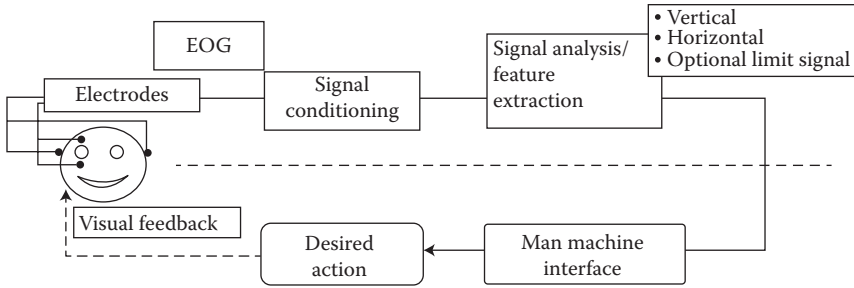 EOG
Electrodes
Signal
conditioning
Signal analysis/
feature
extraction
• Vertical
• Horizontal
• Optional limit signal
Visual feedback
Desired
action
Man machine
interface